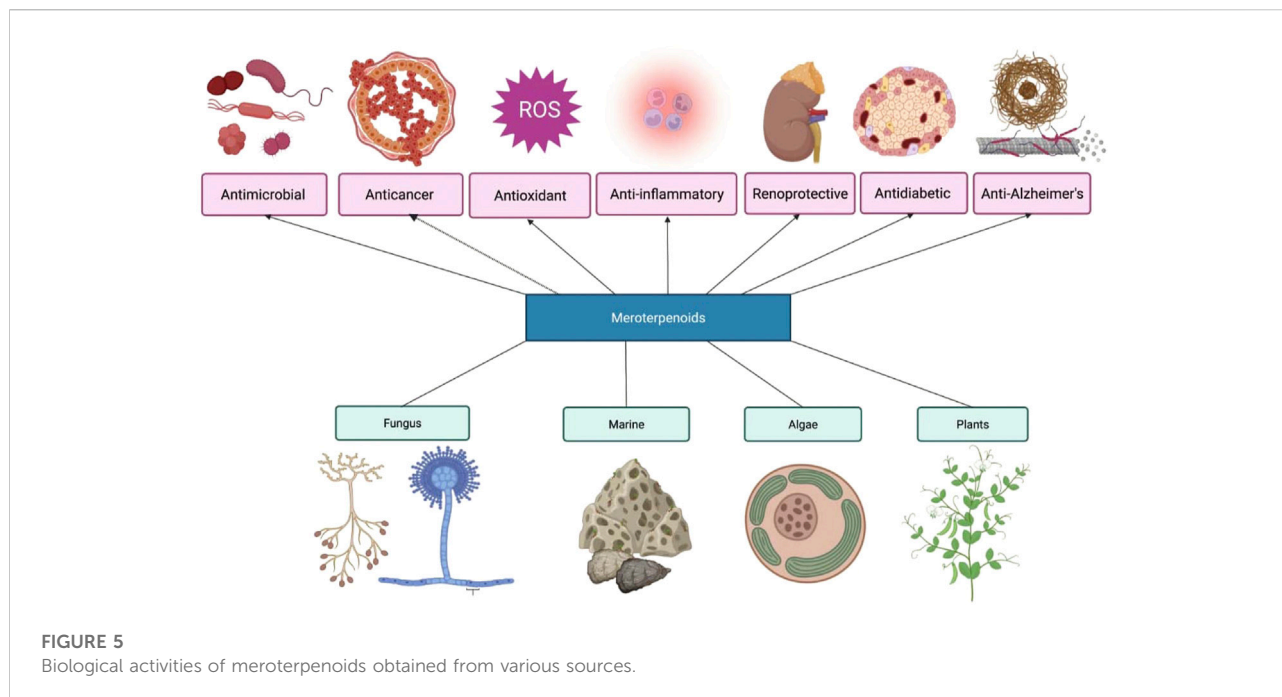 ROS
Antimicrobial
Anticancer
Antioxidant
Anti-inflammatory
Renoprotective
Antidiabetic
Anti-Alzheimer's
Meroterpenoids
Fungus
Marine
Algae
Plants
FIGURE 5
Biological activities of meroterpenoids obtained from various sources.